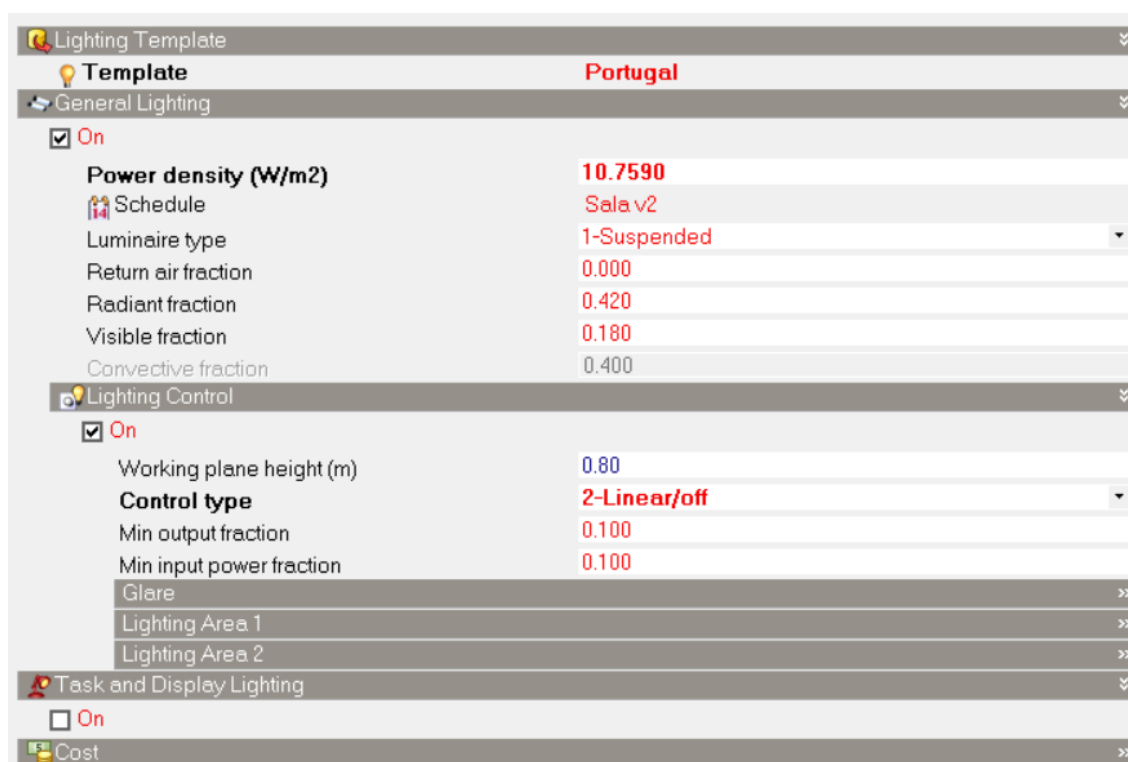 Lighting Template
Template Portugal
General Lighting
On
Power density (W/m2) 10.7590
Schedule Sala v2
Luminaire type 1-Suspended
Return air fraction 0.000
Radiant fraction 0.420
Visible fraction 0.180
Convective fraction 0.400
Lighting Control
On
Working plane height (m) 0.80
Control type 2-Linear/off
Min output fraction 0.100
Min input power fraction 0.100
Glare
Lighting Area 1
Lighting Area 2
Task and Display Lighting
On
Cost